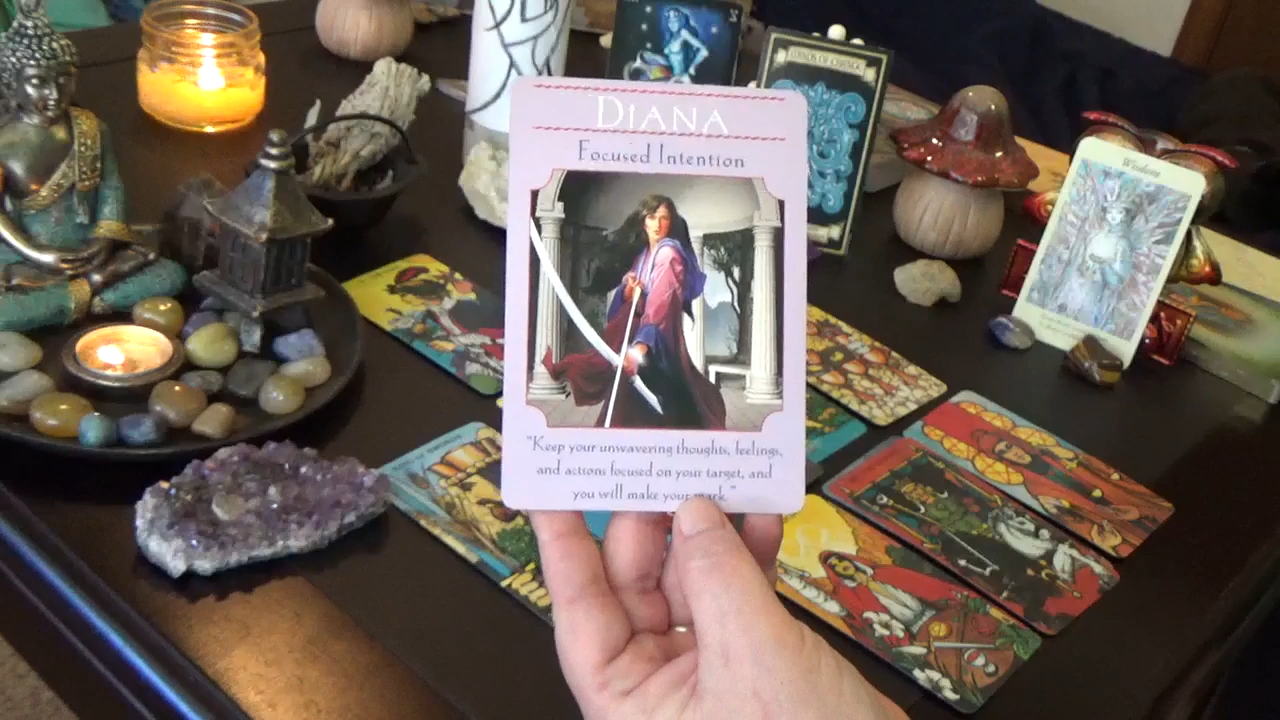 DIANA
Focused Intention
"Keep your unwavering thoughts, feelings,
and actions focused on your target, and
you will make your mark."
Wisdom